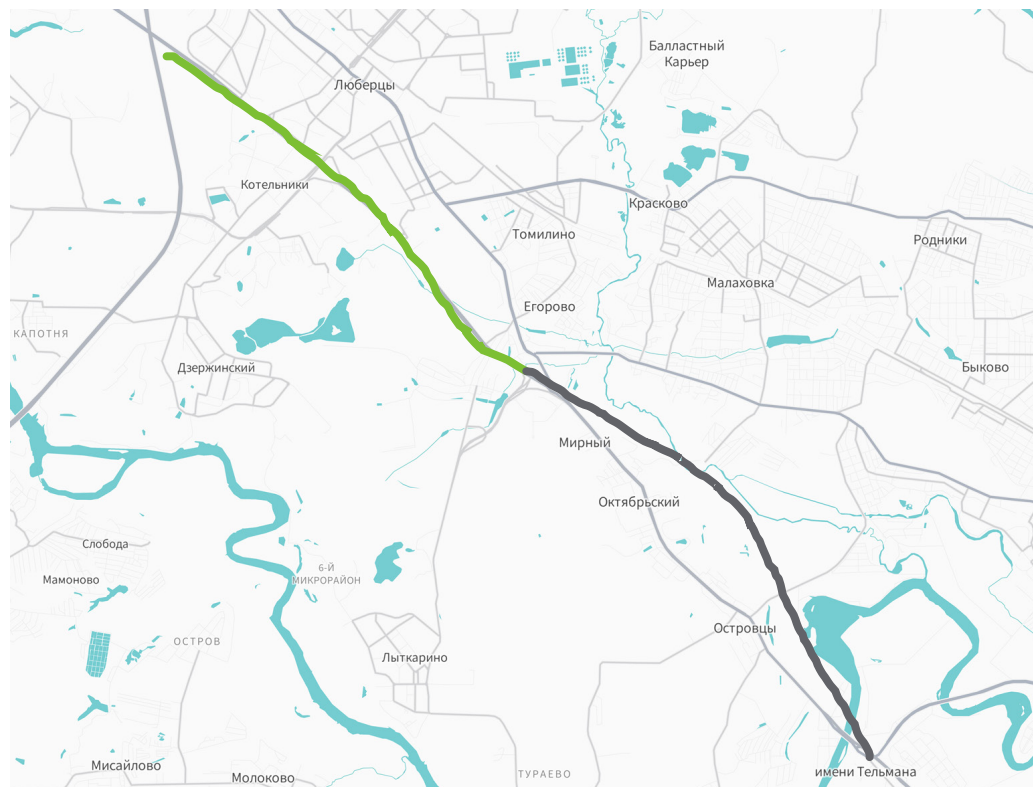 Балластный
Карьер
Люберцы
Котельники
Красково
Томилино
Родники
Малаховка
Егорово
КАПОТНЯ
Дзержинский
Быково
Мирный
Октябрьский
Слобода
6-Й
МИКРОРАЙОН
Мамоново
Островцы
ОСТРОВ
Лыткарино
Мисайлово
Молоково
ТУРАЕВО
имени Тельмана